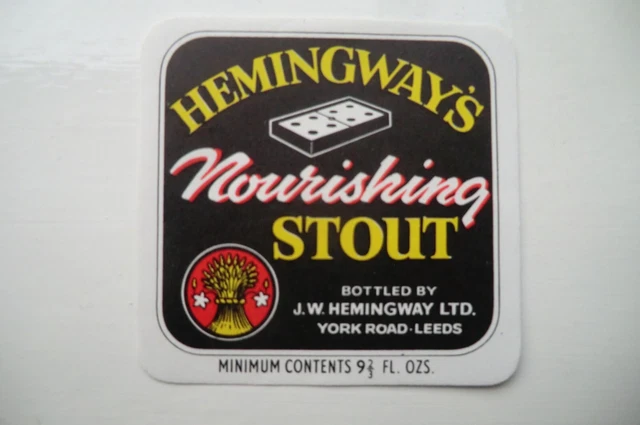 HEMINGWAY'S
Nourishing
STOUT
BOTTLED BY
J.W. HEMINGWAY LTD.
YORK ROAD · LEEDS
MINIMUM CONTENTS 9⅔ FL. OZS.